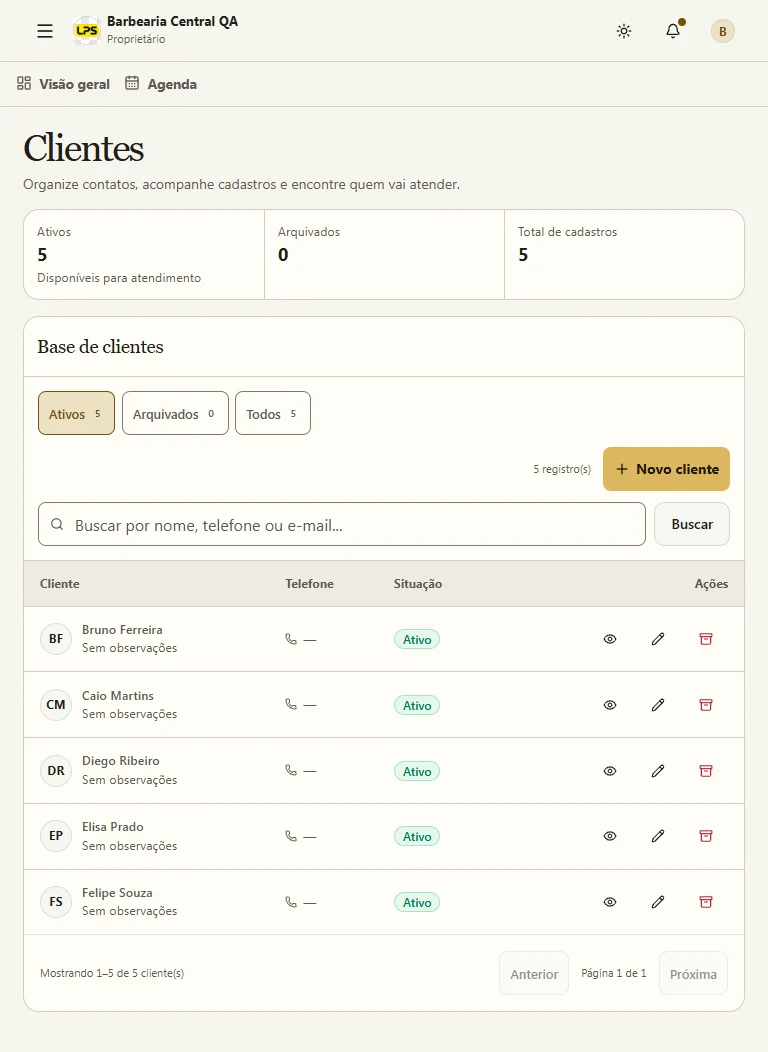 LPS
Barbearia Central QA
Proprietário
B
Visão geral
Agenda
Clientes
Organize contatos, acompanhe cadastros e encontre quem vai atender.
Ativos
5
Disponíveis para atendimento
Arquivados
0
Total de cadastros
5
Base de clientes
Ativos 5
Arquivados 0
Todos 5
5 registro(s)
+ Novo cliente
Buscar por nome, telefone ou e-mail...
Buscar
Cliente Telefone Situação Ações
BF
Bruno Ferreira
Sem observações
—
Ativo
CM
Caio Martins
Sem observações
—
Ativo
DR
Diego Ribeiro
Sem observações
—
Ativo
EP
Elisa Prado
Sem observações
—
Ativo
FS
Felipe Souza
Sem observações
—
Ativo
Mostrando 1–5 de 5 cliente(s)
Anterior
Página 1 de 1
Próxima